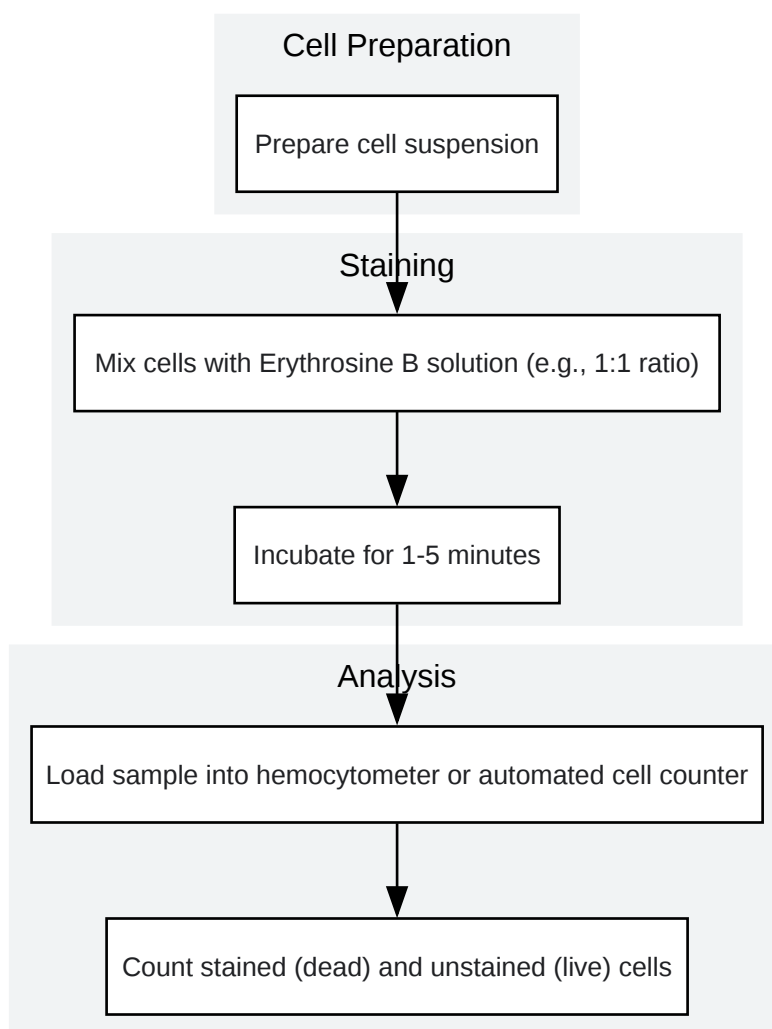 Cell Preparation
Prepare cell suspension
Staining
Mix cells with Erythrosine B solution (e.g., 1:1 ratio)
Incubate for 1-5 minutes
Analysis
Load sample into hemocytometer or automated cell counter
Count stained (dead) and unstained (live) cells